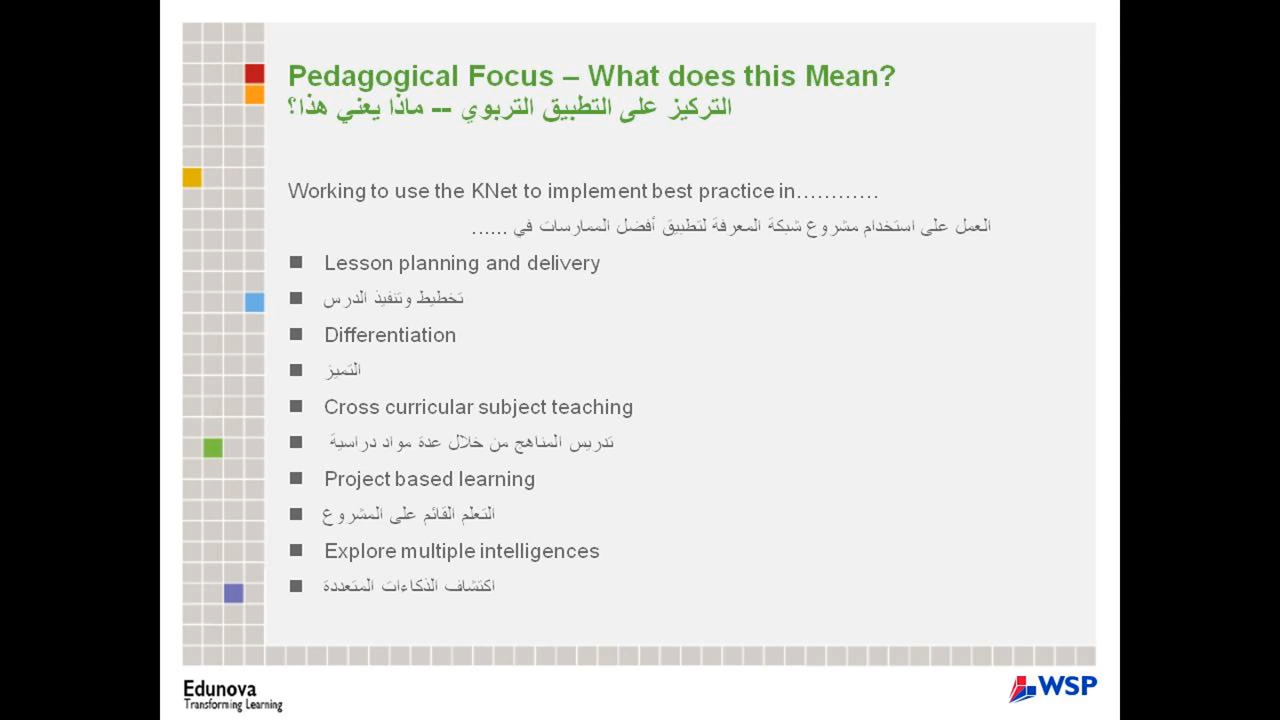 Pedagogical Focus – What does this Mean?
التركيز على التطبيق التربوي -- ماذا يعني هذا؟
Working to use the KNet to implement best practice in…………
العمل على استخدام مشروع شبكة المعرفة لتطبيق أفضل الممارسات في ......
Lesson planning and delivery
تخطيط وتنفيذ الدرس
Differentiation
التميز
Cross curricular subject teaching
تدريس المناهج من خلال عدة مواد دراسية
Project based learning
التعلم القائم على المشروع
Explore multiple intelligences
اكتشاف الذكاءات المتعددة
Edunova
Transforming Learning
WSP